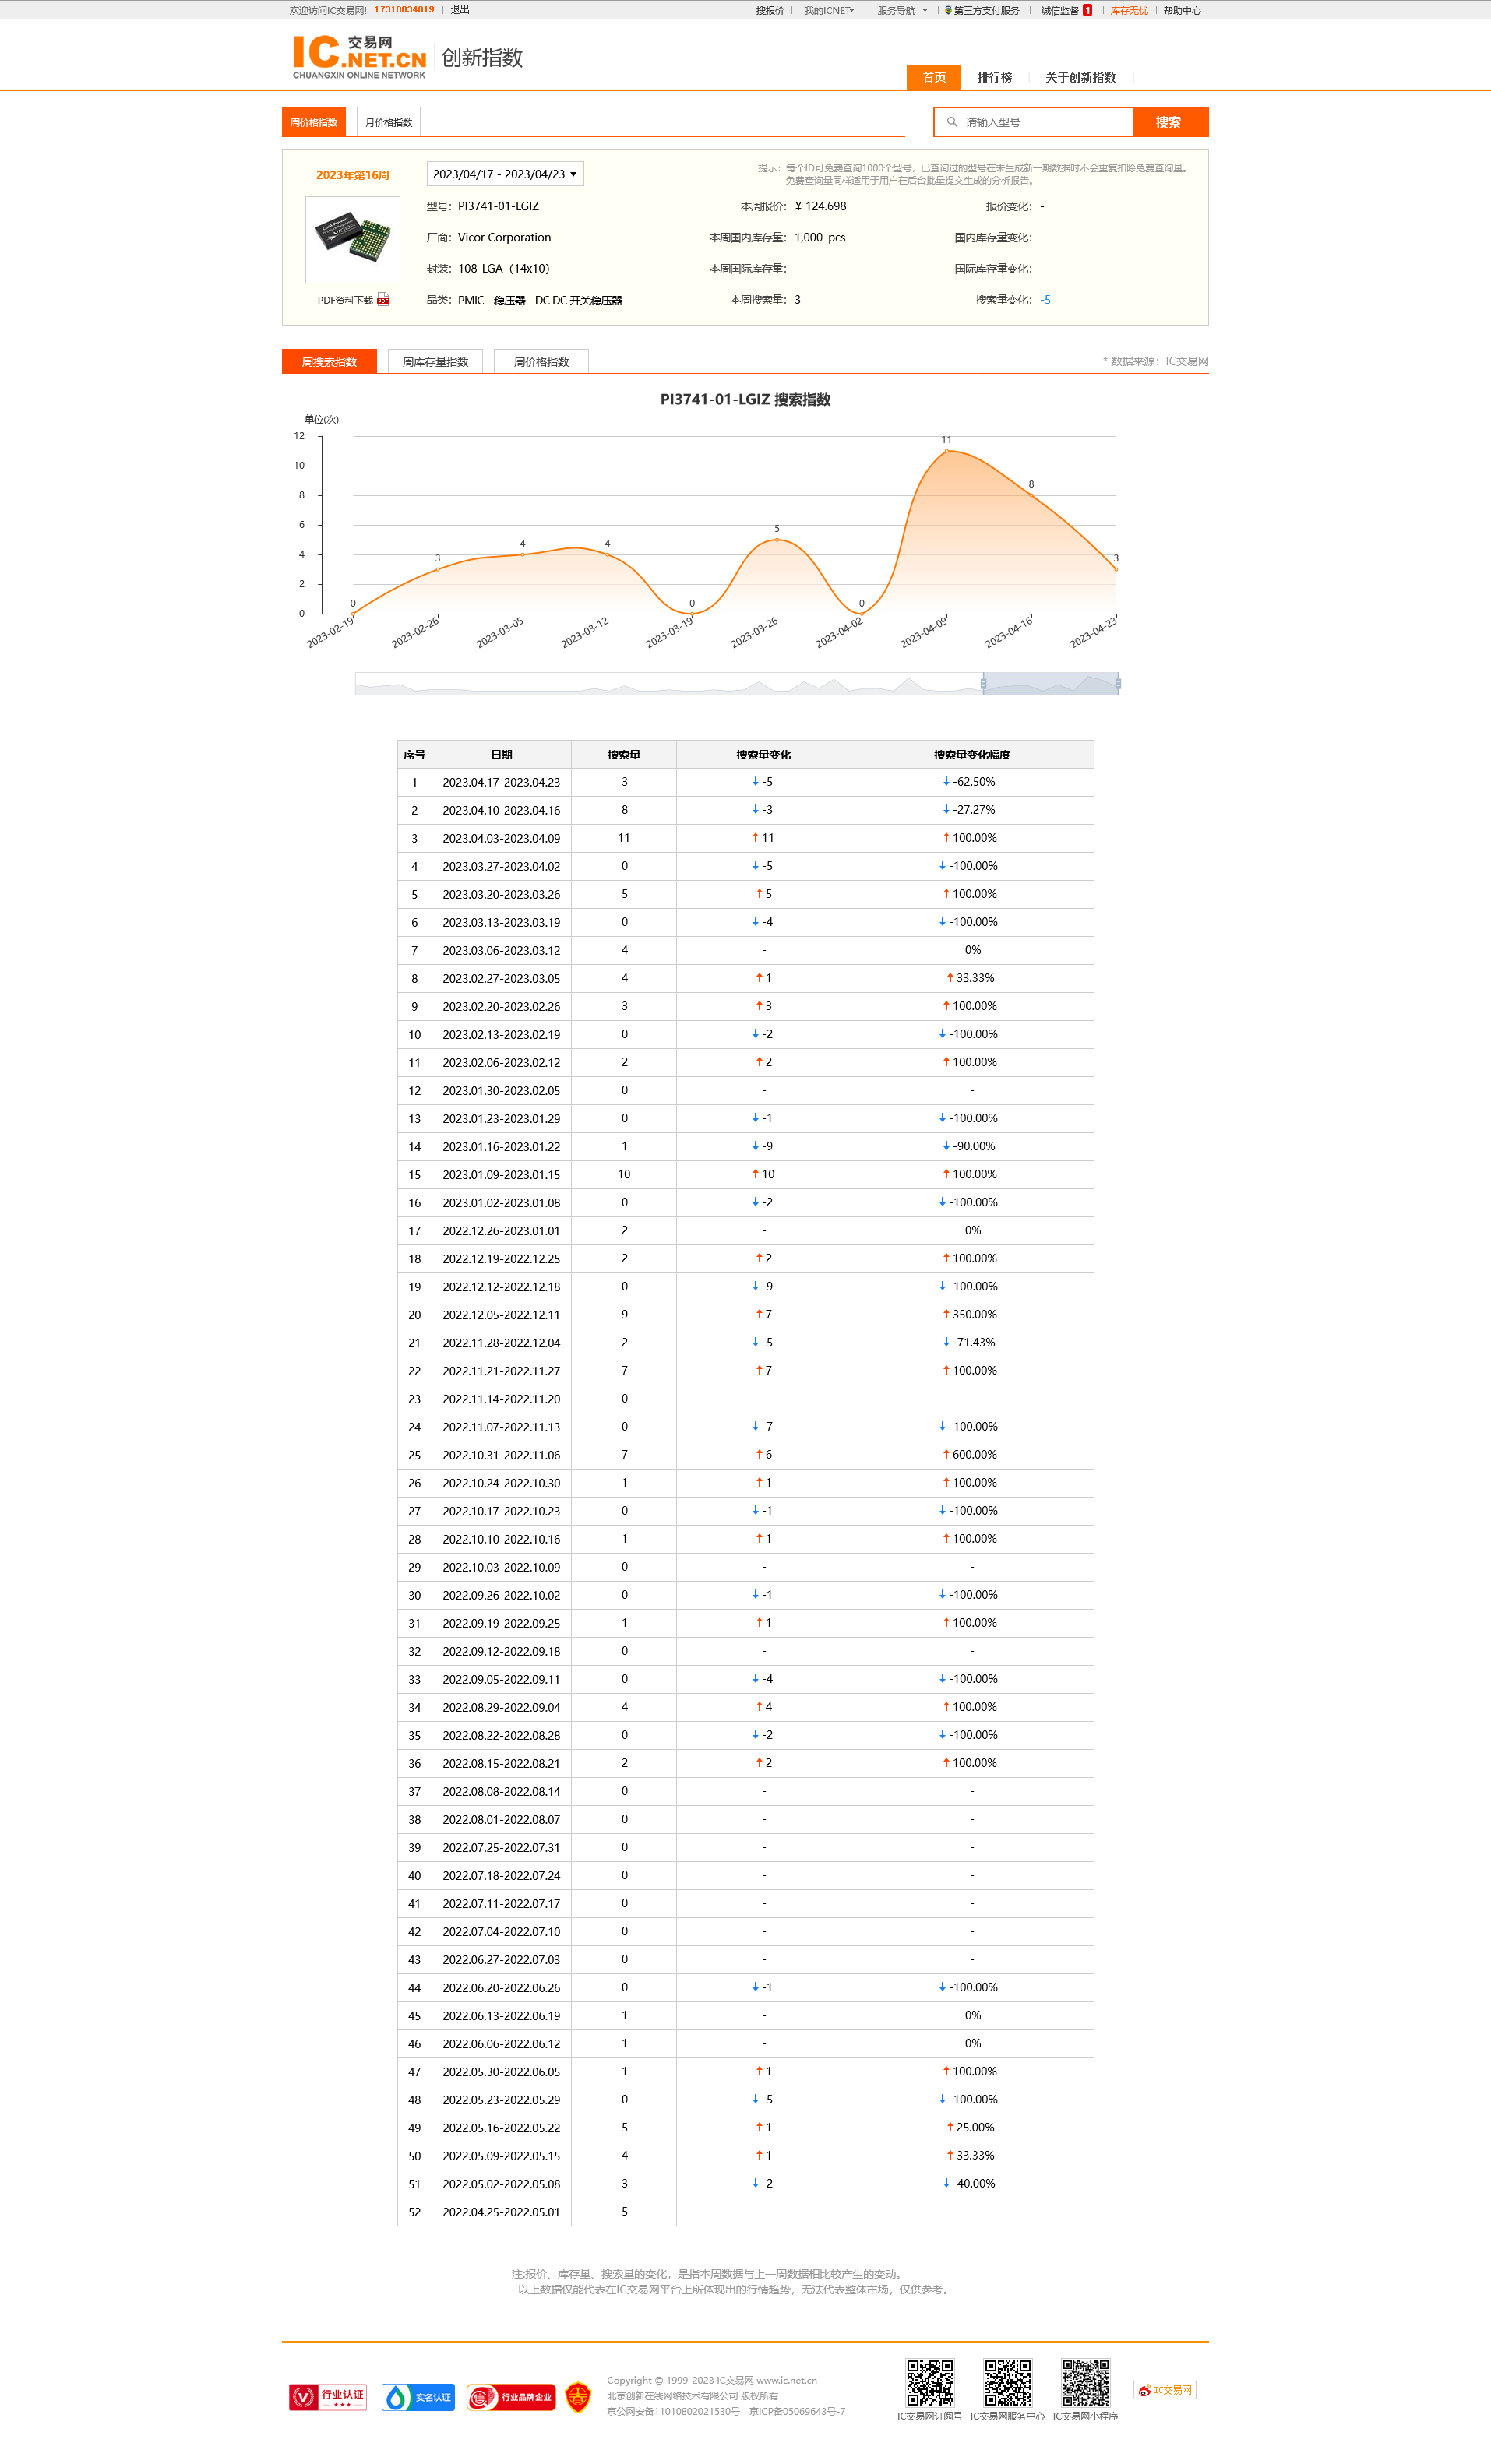 欢迎访问IC交易网! 17318034819 退出 搜报价 我的ICNET 服务导航 第三方支付服务 诚信监督 1 库存无忧 帮助中心
IC 交易网
.NET.CN 创新指数
CHUANGXIN ONLINE NETWORK
首页 排行榜 关于创新指数
周价格指数 月价格指数 请输入型号 搜索
2023年第16周 2023/04/17 - 2023/04/23
提示：每个ID可免费查询1000个型号，已查询过的型号在未生成新一期数据时不会重复扣除免费查询量。
免费查询量同样适用于用户在后台批量提交生成的分析报告。
型号：PI3741-01-LGIZ 本周报价：¥ 124.698 报价变化：-
厂商：Vicor Corporation 本周国内库存量：1,000 pcs 国内库存量变化：-
封装：108-LGA（14x10） 本周国际库存量：- 国际库存量变化：-
PDF资料下载 品类：PMIC - 稳压器 - DC DC 开关稳压器 本周搜索量：3 搜索量变化：-5
周搜索指数 周库存量指数 周价格指数 * 数据来源：IC交易网
PI3741-01-LGIZ 搜索指数
单位(次)
12
10
8
6
4
2
0
0 3 4 4 0 5 0 11 8 3
2023-02-19 2023-02-26 2023-03-05 2023-03-12 2023-03-19 2023-03-26 2023-04-02 2023-04-09 2023-04-16 2023-04-23
序号 日期 搜索量 搜索量变化 搜索量变化幅度
1 2023.04.17-2023.04.23 3 ↓ -5 ↓ -62.50%
2 2023.04.10-2023.04.16 8 ↓ -3 ↓ -27.27%
3 2023.04.03-2023.04.09 11 ↑ 11 ↑ 100.00%
4 2023.03.27-2023.04.02 0 ↓ -5 ↓ -100.00%
5 2023.03.20-2023.03.26 5 ↑ 5 ↑ 100.00%
6 2023.03.13-2023.03.19 0 ↓ -4 ↓ -100.00%
7 2023.03.06-2023.03.12 4 - 0%
8 2023.02.27-2023.03.05 4 ↑ 1 ↑ 33.33%
9 2023.02.20-2023.02.26 3 ↑ 3 ↑ 100.00%
10 2023.02.13-2023.02.19 0 ↓ -2 ↓ -100.00%
11 2023.02.06-2023.02.12 2 ↑ 2 ↑ 100.00%
12 2023.01.30-2023.02.05 0 - -
13 2023.01.23-2023.01.29 0 ↓ -1 ↓ -100.00%
14 2023.01.16-2023.01.22 1 ↓ -9 ↓ -90.00%
15 2023.01.09-2023.01.15 10 ↑ 10 ↑ 100.00%
16 2023.01.02-2023.01.08 0 ↓ -2 ↓ -100.00%
17 2022.12.26-2023.01.01 2 - 0%
18 2022.12.19-2022.12.25 2 ↑ 2 ↑ 100.00%
19 2022.12.12-2022.12.18 0 ↓ -9 ↓ -100.00%
20 2022.12.05-2022.12.11 9 ↑ 7 ↑ 350.00%
21 2022.11.28-2022.12.04 2 ↓ -5 ↓ -71.43%
22 2022.11.21-2022.11.27 7 ↑ 7 ↑ 100.00%
23 2022.11.14-2022.11.20 0 - -
24 2022.11.07-2022.11.13 0 ↓ -7 ↓ -100.00%
25 2022.10.31-2022.11.06 7 ↑ 6 ↑ 600.00%
26 2022.10.24-2022.10.30 1 ↑ 1 ↑ 100.00%
27 2022.10.17-2022.10.23 0 ↓ -1 ↓ -100.00%
28 2022.10.10-2022.10.16 1 ↑ 1 ↑ 100.00%
29 2022.10.03-2022.10.09 0 - -
30 2022.09.26-2022.10.02 0 ↓ -1 ↓ -100.00%
31 2022.09.19-2022.09.25 1 ↑ 1 ↑ 100.00%
32 2022.09.12-2022.09.18 0 - -
33 2022.09.05-2022.09.11 0 ↓ -4 ↓ -100.00%
34 2022.08.29-2022.09.04 4 ↑ 4 ↑ 100.00%
35 2022.08.22-2022.08.28 0 ↓ -2 ↓ -100.00%
36 2022.08.15-2022.08.21 2 ↑ 2 ↑ 100.00%
37 2022.08.08-2022.08.14 0 - -
38 2022.08.01-2022.08.07 0 - -
39 2022.07.25-2022.07.31 0 - -
40 2022.07.18-2022.07.24 0 - -
41 2022.07.11-2022.07.17 0 - -
42 2022.07.04-2022.07.10 0 - -
43 2022.06.27-2022.07.03 0 - -
44 2022.06.20-2022.06.26 0 ↓ -1 ↓ -100.00%
45 2022.06.13-2022.06.19 1 - 0%
46 2022.06.06-2022.06.12 1 - 0%
47 2022.05.30-2022.06.05 1 ↑ 1 ↑ 100.00%
48 2022.05.23-2022.05.29 0 ↓ -5 ↓ -100.00%
49 2022.05.16-2022.05.22 5 ↑ 1 ↑ 25.00%
50 2022.05.09-2022.05.15 4 ↑ 1 ↑ 33.33%
51 2022.05.02-2022.05.08 3 ↓ -2 ↓ -40.00%
52 2022.04.25-2022.05.01 5 - -
注:报价、库存量、搜索量的变化，是指本周数据与上一周数据相比较产生的变动。
以上数据仅能代表在IC交易网平台上所体现出的行情趋势，无法代表整体市场，仅供参考。
行业认证 实名认证 行业品牌企业
Copyright © 1999-2023 IC交易网 www.ic.net.cn
北京创新在线网络技术有限公司 版权所有
京公网安备11010802021530号 京ICP备05069643号-7
IC交易网订阅号 IC交易网服务中心 IC交易网小程序 IC交易网